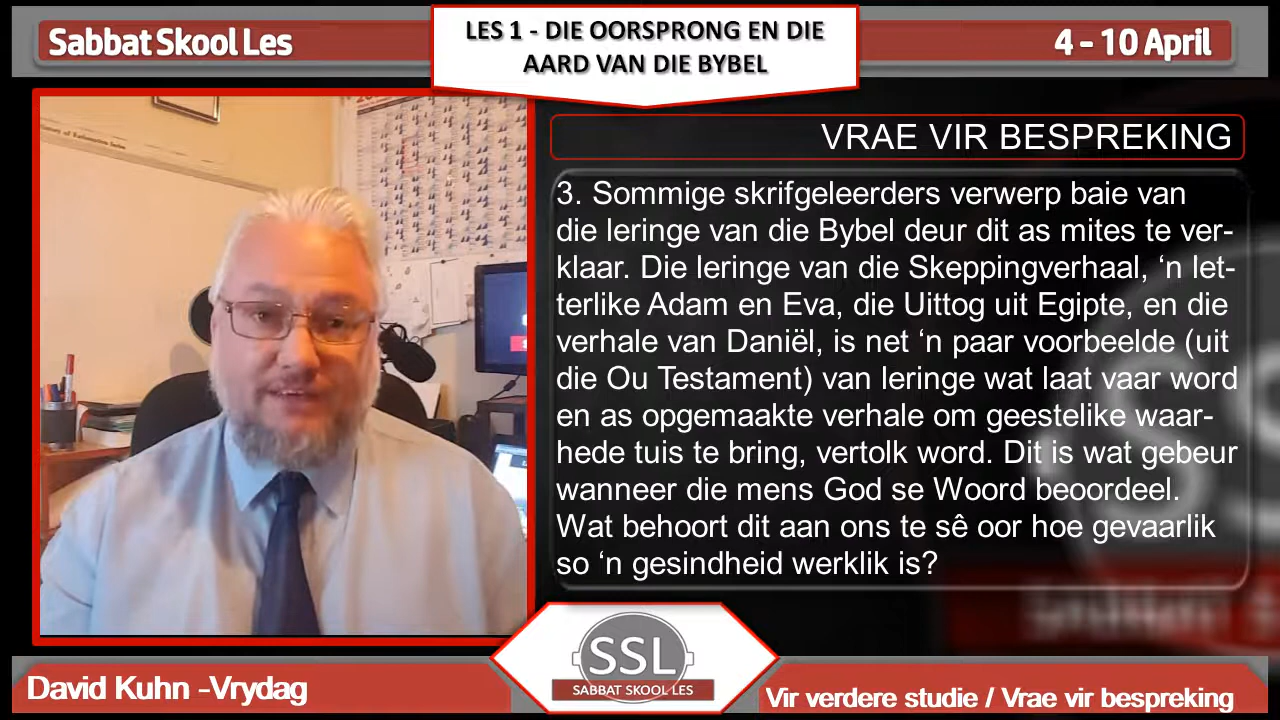 Sabbat Skool Les
LES 1 - DIE OORSPRONG EN DIE
AARD VAN DIE BYBEL
4 - 10 April
VRAE VIR BESPREKING
3. Sommige skrifgeleerders verwerp baie van
die leringe van die Bybel deur dit as mites te ver-
klaar. Die leringe van die Skeppingverhaal, ‘n let-
terlike Adam en Eva, die Uittog uit Egipte, en die
verhale van Daniël, is net ‘n paar voorbeelde (uit
die Ou Testament) van leringe wat laat vaar word
en as opgemaakte verhale om geestelike waar-
hede tuis te bring, vertolk word. Dit is wat gebeur
wanneer die mens God se Woord beoordeel.
Wat behoort dit aan ons te sê oor hoe gevaarlik
so ‘n gesindheid werklik is?
SSL
SABBAT SKOOL LES
David Kuhn -Vrydag
Vir verdere studie / Vrae vir bespreking